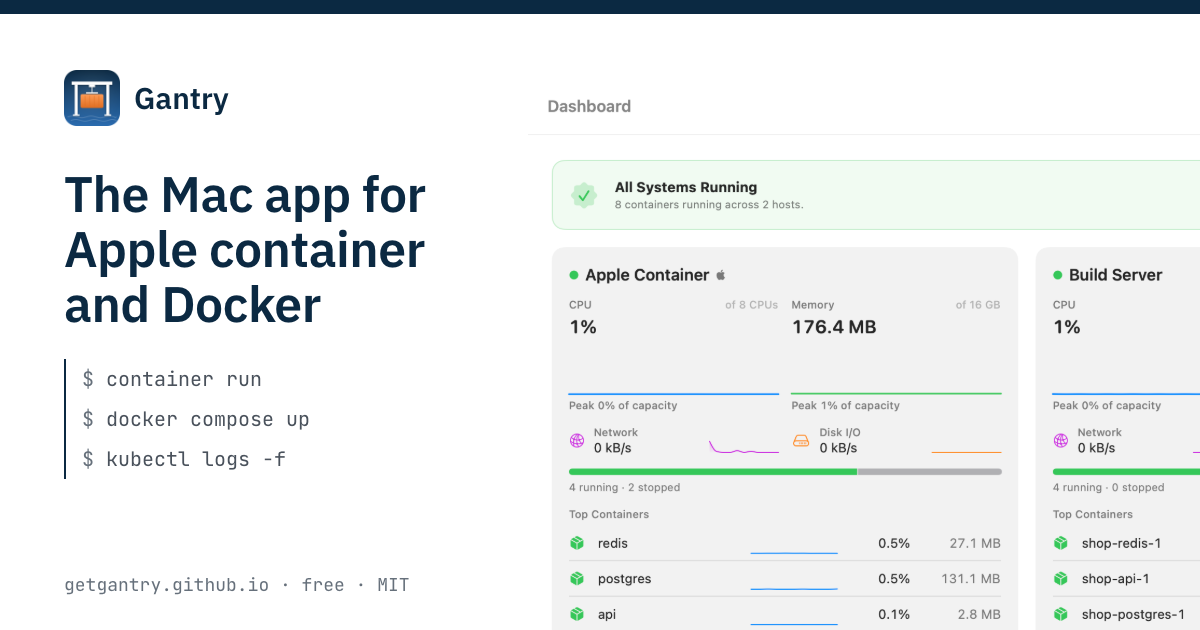 Gantry
The Mac app for
Apple container
and Docker
$ container run
$ docker compose up
$ kubectl logs -f
getgantry.github.io · free · MIT
Dashboard
All Systems Running
8 containers running across 2 hosts.
Apple Container
CPU
of 8 CPUs
1%
Memory
of 16 GB
176.4 MB
Peak 0% of capacity
Peak 1% of capacity
Network
0 kB/s
Disk I/O
0 kB/s
4 running · 2 stopped
Top Containers
redis 0.5% 27.1 MB
postgres 0.5% 131.1 MB
api 0.1% 2.8 MB
Build Server
CPU
1%
Peak 0% of capacity
Network
0 kB/s
4 running · 0 stopped
Top Containers
shop-redis-1
shop-api-1
shop-postgres-1